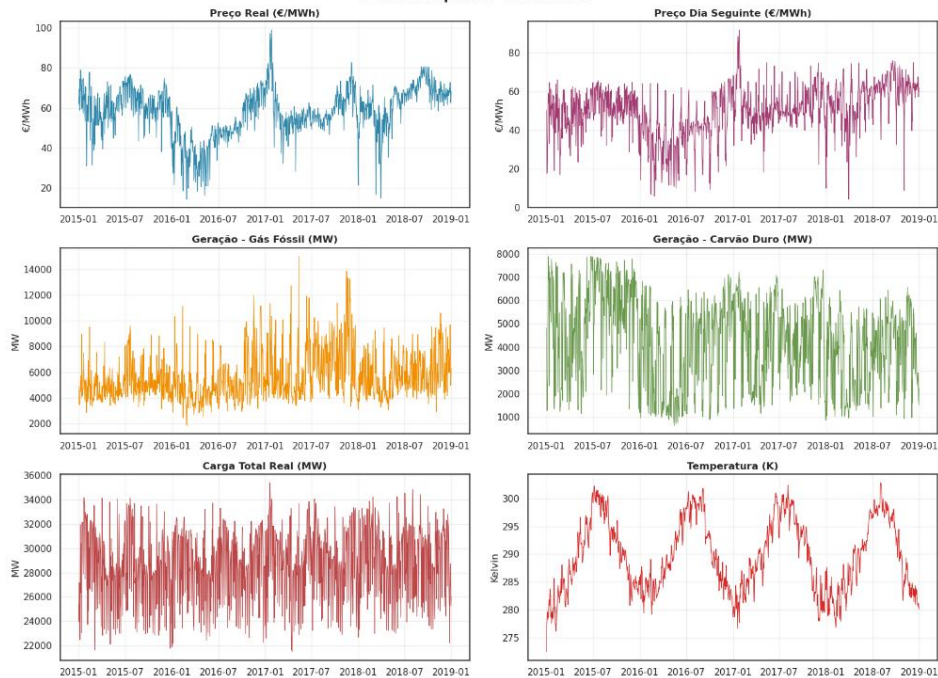 Preço Real (€/MWh)
€/MWh
100
80
60
40
20
2015-01 2015-07 2016-01 2016-07 2017-01 2017-07 2018-01 2018-07 2019-01
Preço Dia Seguinte (€/MWh)
€/MWh
80
60
40
20
0
2015-01 2015-07 2016-01 2016-07 2017-01 2017-07 2018-01 2018-07 2019-01
Geração - Gás Fóssil (MW)
MW
14000
12000
10000
8000
6000
4000
2000
2015-01 2015-07 2016-01 2016-07 2017-01 2017-07 2018-01 2018-07 2019-01
Geração - Carvão Duro (MW)
MW
8000
7000
6000
5000
4000
3000
2000
1000
2015-01 2015-07 2016-01 2016-07 2017-01 2017-07 2018-01 2018-07 2019-01
Carga Total Real (MW)
MW
36000
34000
32000
30000
28000
26000
24000
22000
2015-01 2015-07 2016-01 2016-07 2017-01 2017-07 2018-01 2018-07 2019-01
Temperatura (K)
Kelvin
300
295
290
285
280
275
2015-01 2015-07 2016-01 2016-07 2017-01 2017-07 2018-01 2018-07 2019-01